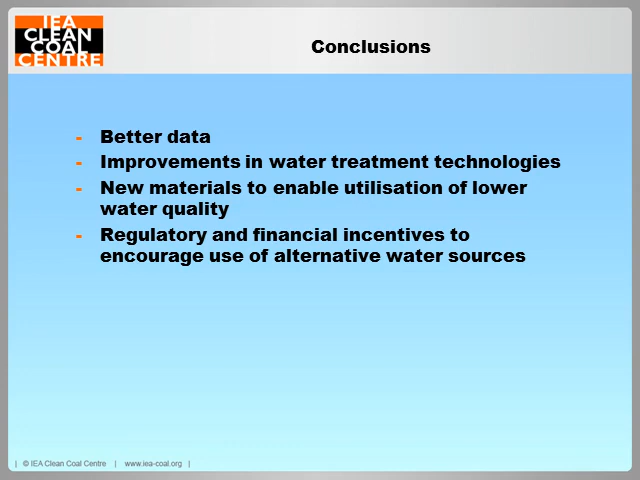 IEA
CLEAN
COAL
CENTRE
Conclusions
- Better data
- Improvements in water treatment technologies
- New materials to enable utilisation of lower
water quality
- Regulatory and financial incentives to
encourage use of alternative water sources
| © IEA Clean Coal Centre | www.iea-coal.org |